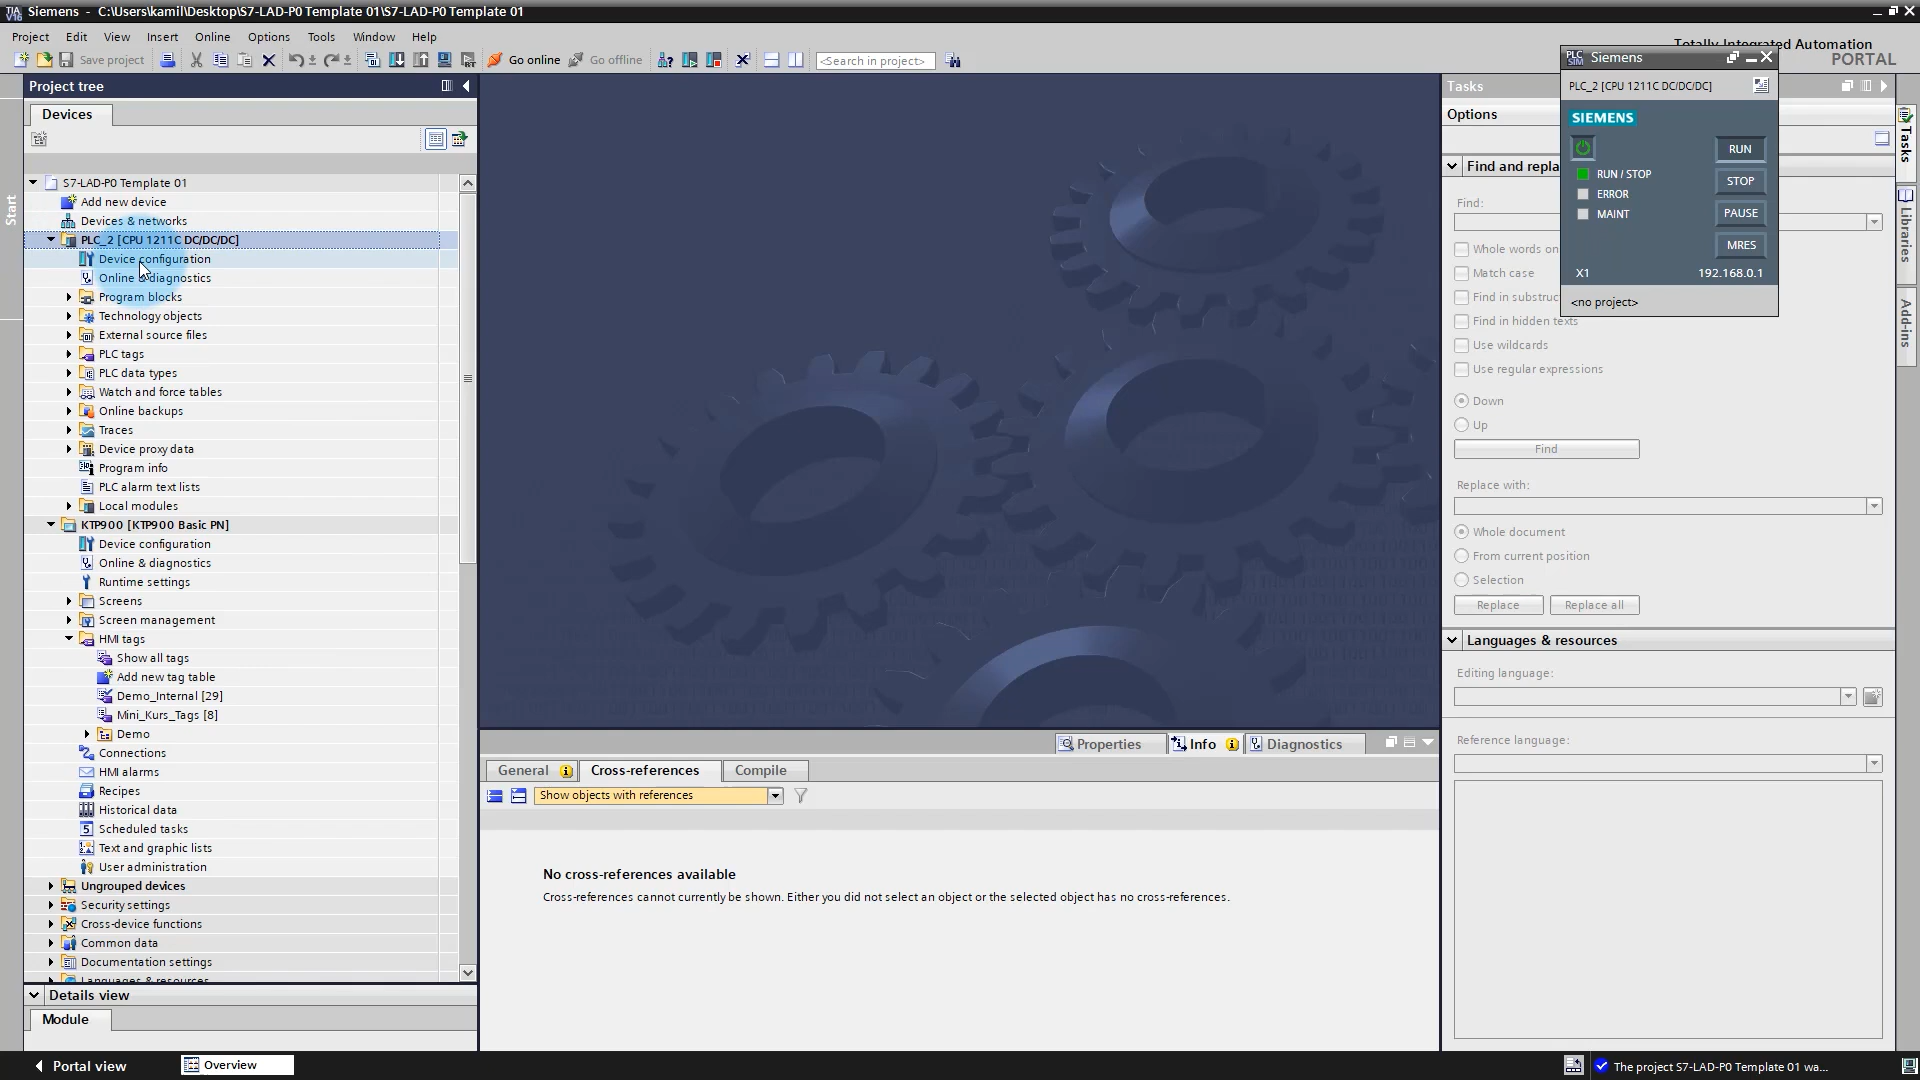 Siemens - C:\Users\kamil\Desktop\S7-LAD-P0 Template 01\S7-LAD-P0 Template 01
Project Edit View Insert Online Options Tools Window Help
Totally Integrated Automation
PORTAL
Save project
Go online
Go offline
<Search in project>
Project tree
Devices
Start
S7-LAD-P0 Template 01
Add new device
Devices & networks
PLC_2 [CPU 1211C DC/DC/DC]
Device configuration
Online & diagnostics
Program blocks
Technology objects
External source files
PLC tags
PLC data types
Watch and force tables
Online backups
Traces
Device proxy data
Program info
PLC alarm text lists
Local modules
KTP900 [KTP900 Basic PN]
Device configuration
Online & diagnostics
Runtime settings
Screens
Screen management
HMI tags
Show all tags
Add new tag table
Demo_Internal [29]
Mini_Kurs_Tags [8]
Demo
Connections
HMI alarms
Recipes
Historical data
Scheduled tasks
Text and graphic lists
User administration
Ungrouped devices
Security settings
Cross-device functions
Common data
Documentation settings
Languages & resources
Details view
Module
Portal view
Overview
Properties
Info
Diagnostics
General
Cross-references
Compile
Show objects with references
No cross-references available
Cross-references cannot currently be shown. Either you did not select an object or the selected object has no cross-references.
Siemens
PLC_2 [CPU 1211C DC/DC/DC]
SIEMENS
RUN
RUN / STOP
STOP
ERROR
PAUSE
MAINT
MRES
X1 192.168.0.1
<no project>
Tasks
Options
Find and repla
Find:
Whole words on
Match case
Find in substruc
Find in hidden texts
Use wildcards
Use regular expressions
Down
Up
Find
Replace with:
Whole document
From current position
Selection
Replace
Replace all
Languages & resources
Editing language:
Reference language:
Tasks
Libraries
Add-ins
The project S7-LAD-P0 Template 01 wa...